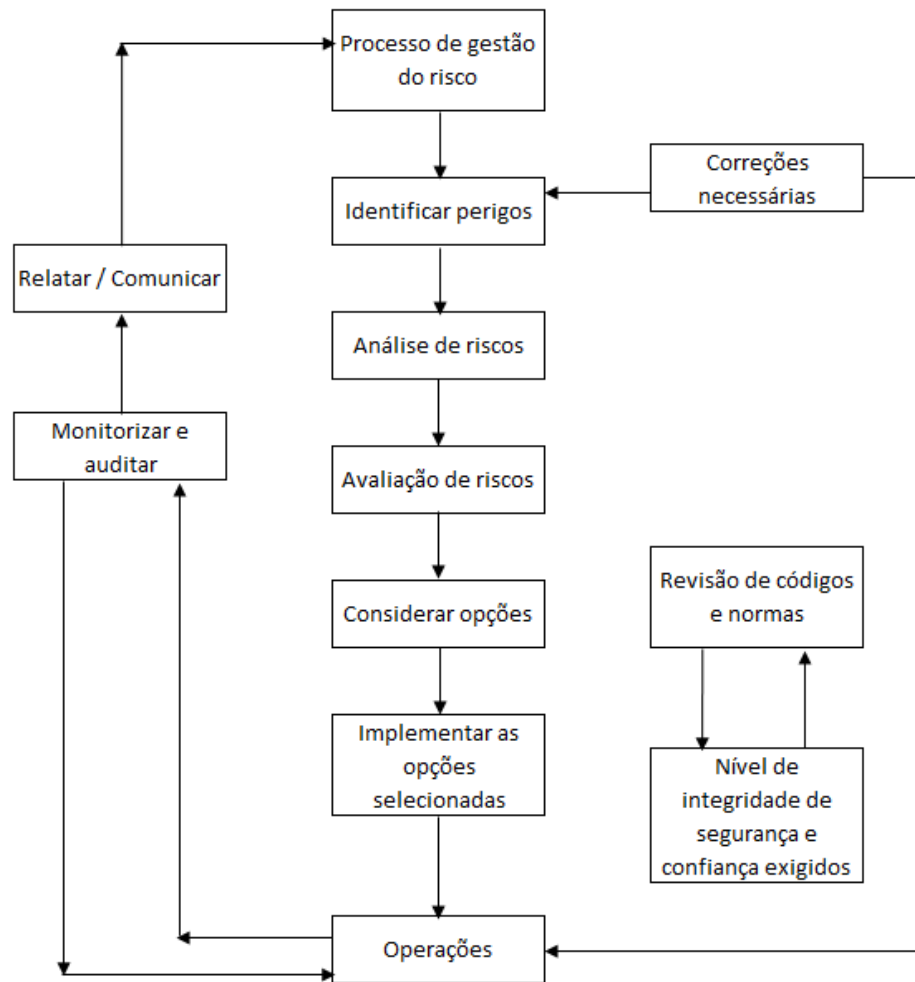 Processo de gestão
do risco
Correções
necessárias
Identificar perigos
Relatar / Comunicar
Análise de riscos
Monitorizar e
auditar
Avaliação de riscos
Revisão de códigos
e normas
Considerar opções
Implementar as
opções
selecionadas
Nível de
integridade de
segurança e
confiança exigidos
Operações